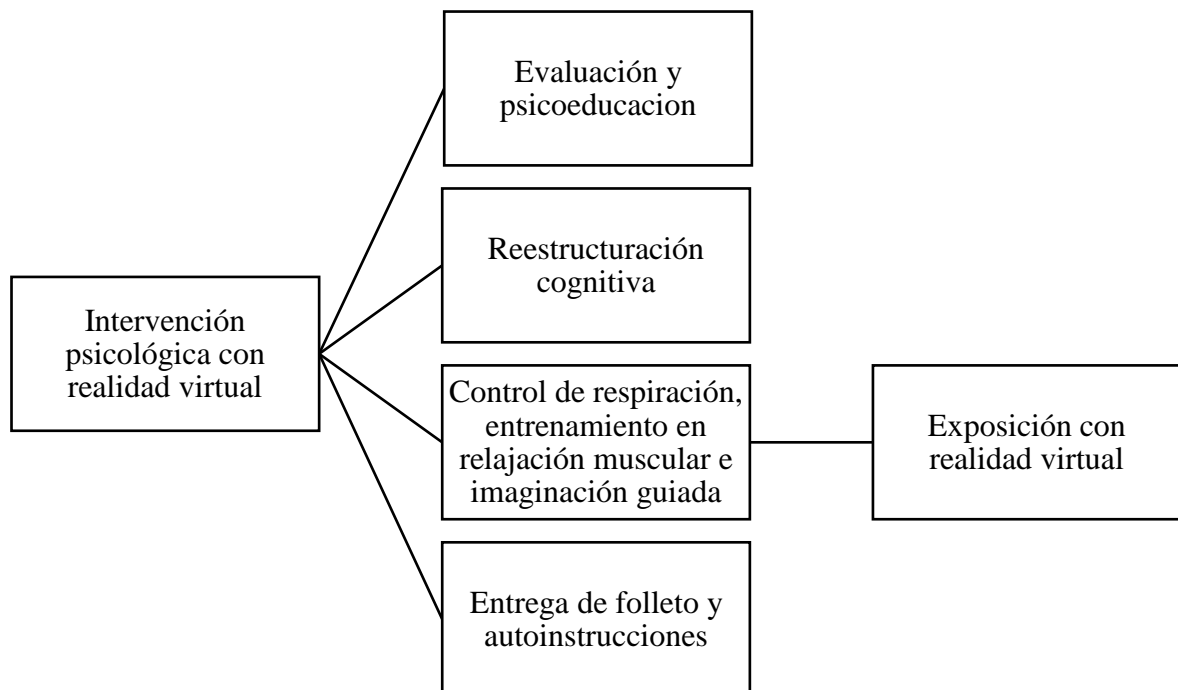 Evaluación y
psicoeducacion
Reestructuración
cognitiva
Intervención
psicológica con
realidad virtual
Control de respiración,
entrenamiento en
relajación muscular e
imaginación guiada
Exposición con
realidad virtual
Entrega de folleto y
autoinstrucciones